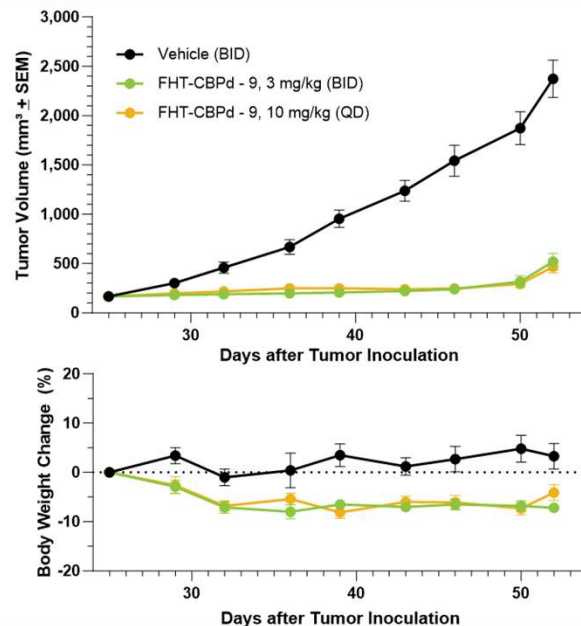 3,000
Vehicle (BID)
FHT-CBPd - 9, 3 mg/kg (BID)
FHT-CBPd - 9, 10 mg/kg (QD)
2,500
2,000
1,500
1,000
500
0
Tumor Volume (mm³ ± SEM)
30 40 50
Days after Tumor Inoculation
20
10
0
-10
-20
Body Weight Change (%)
30 40 50
Days after Tumor Inoculation